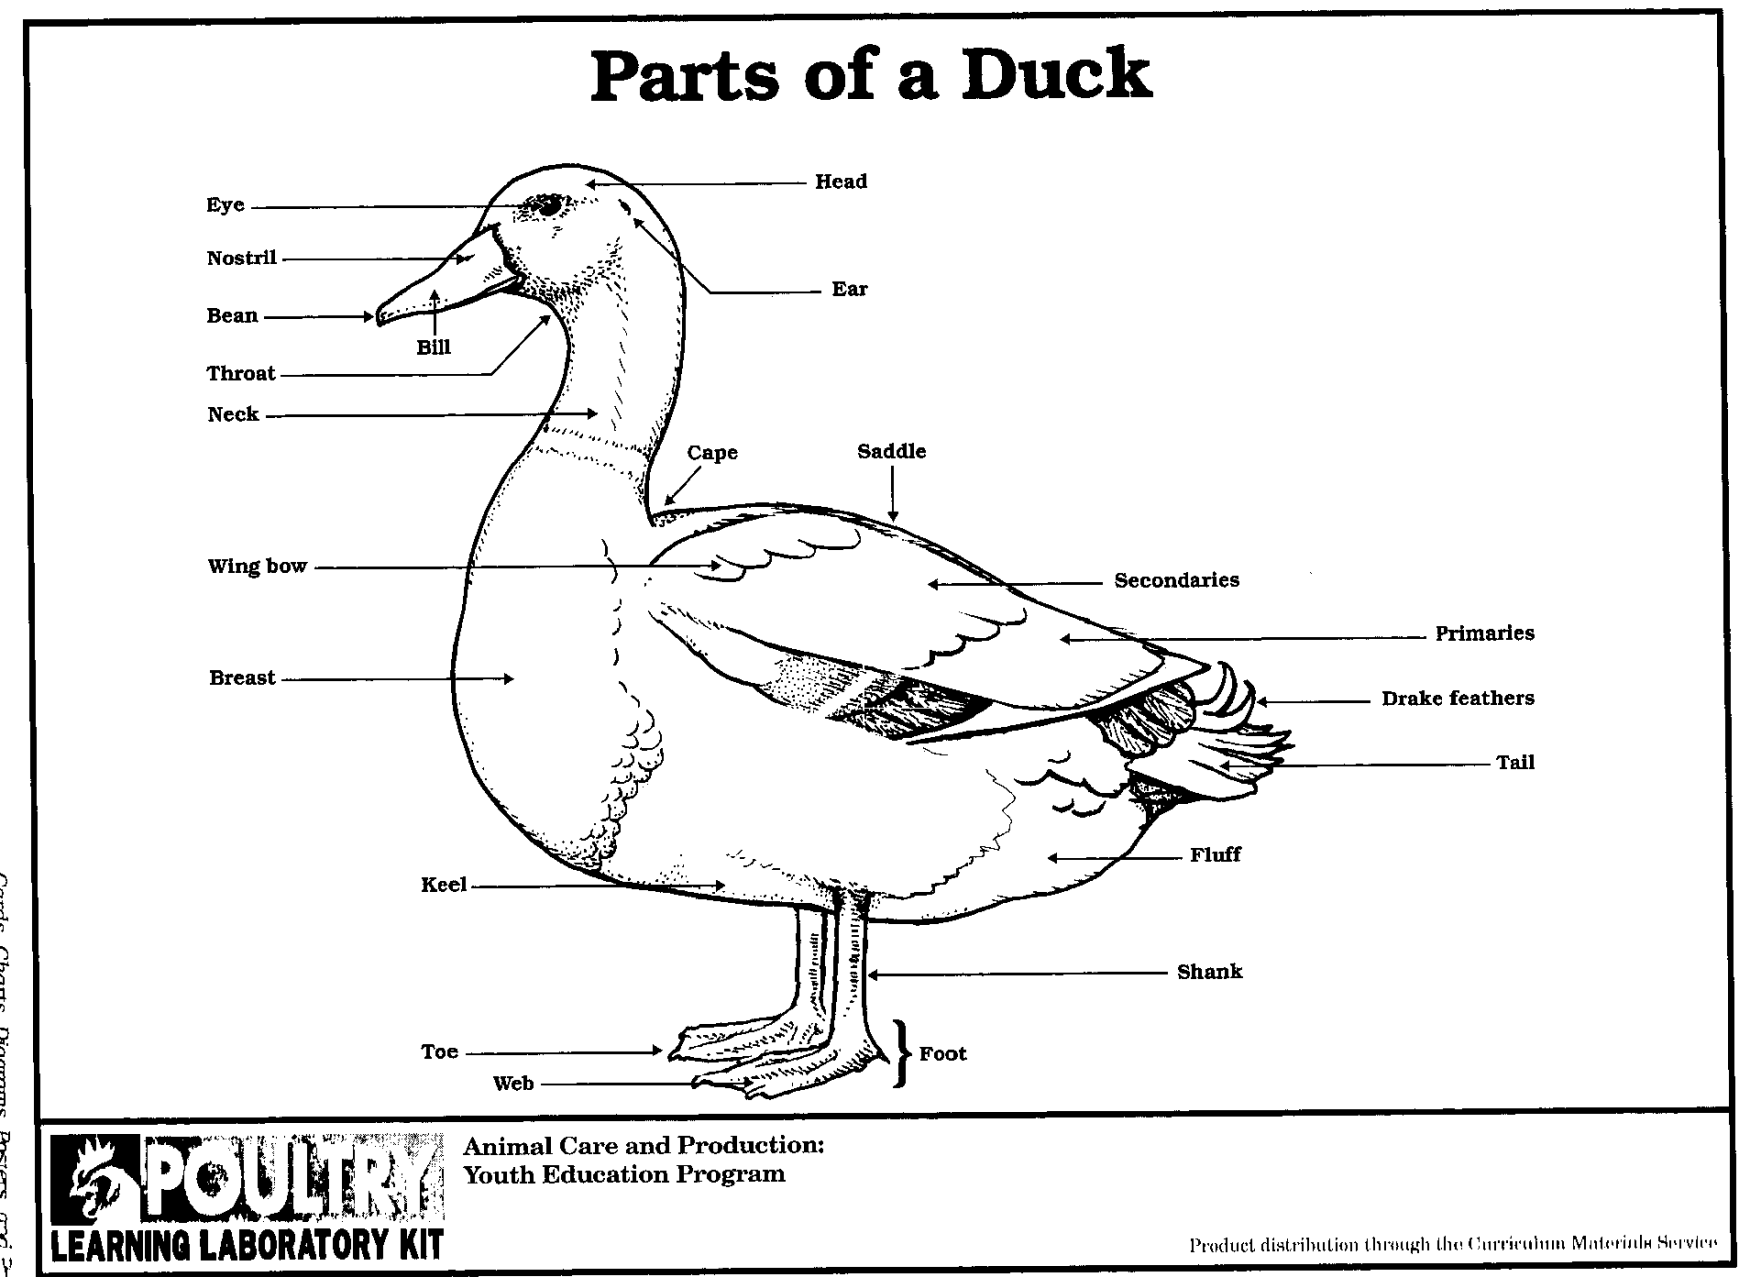 Parts of a Duck
Head
Eye
Nostril
Ear
Bean
Bill
Throat
Neck
Cape
Saddle
Wing bow
Secondaries
Primaries
Breast
Drake feathers
Tail
Fluff
Keel
Shank
Toe
Foot
Web
POULTRY
LEARNING LABORATORY KIT
Animal Care and Production:
Youth Education Program
Product distribution through the Curriculum Materials Service